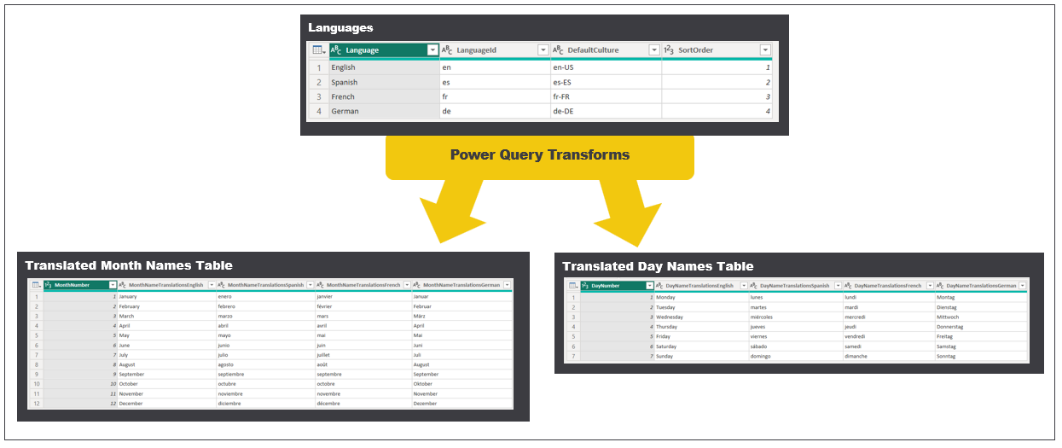 Languages
Language LanguageId DefaultCulture SortOrder
1 English en en-US 1
2 Spanish es es-ES 2
3 French fr fr-FR 3
4 German de de-DE 4
Power Query Transforms
Translated Month Names Table
MonthNumber MonthNameTranslationsEnglish MonthNameTranslationsSpanish MonthNameTranslationsFrench MonthNameTranslationsGerman
1 1 January enero janvier Januar
2 2 February febrero février Februar
3 3 March marzo mars März
4 4 April abril avril April
5 5 May mayo mai Mai
6 6 June junio juin Juni
7 7 July julio juillet Juli
8 8 August agosto août August
9 9 September septiembre septembre September
10 10 October octubre octobre Oktober
11 11 November noviembre novembre November
12 12 December diciembre décembre Dezember
Translated Day Names Table
DayNumber DayNameTranslationsEnglish DayNameTranslationsSpanish DayNameTranslationsFrench DayNameTranslationsGerman
1 1 Monday lunes lundi Montag
2 2 Tuesday martes mardi Dienstag
3 3 Wednesday miércoles mercredi Mittwoch
4 4 Thursday jueves jeudi Donnerstag
5 5 Friday viernes vendredi Freitag
6 6 Saturday sábado samedi Samstag
7 7 Sunday domingo dimanche Sonntag